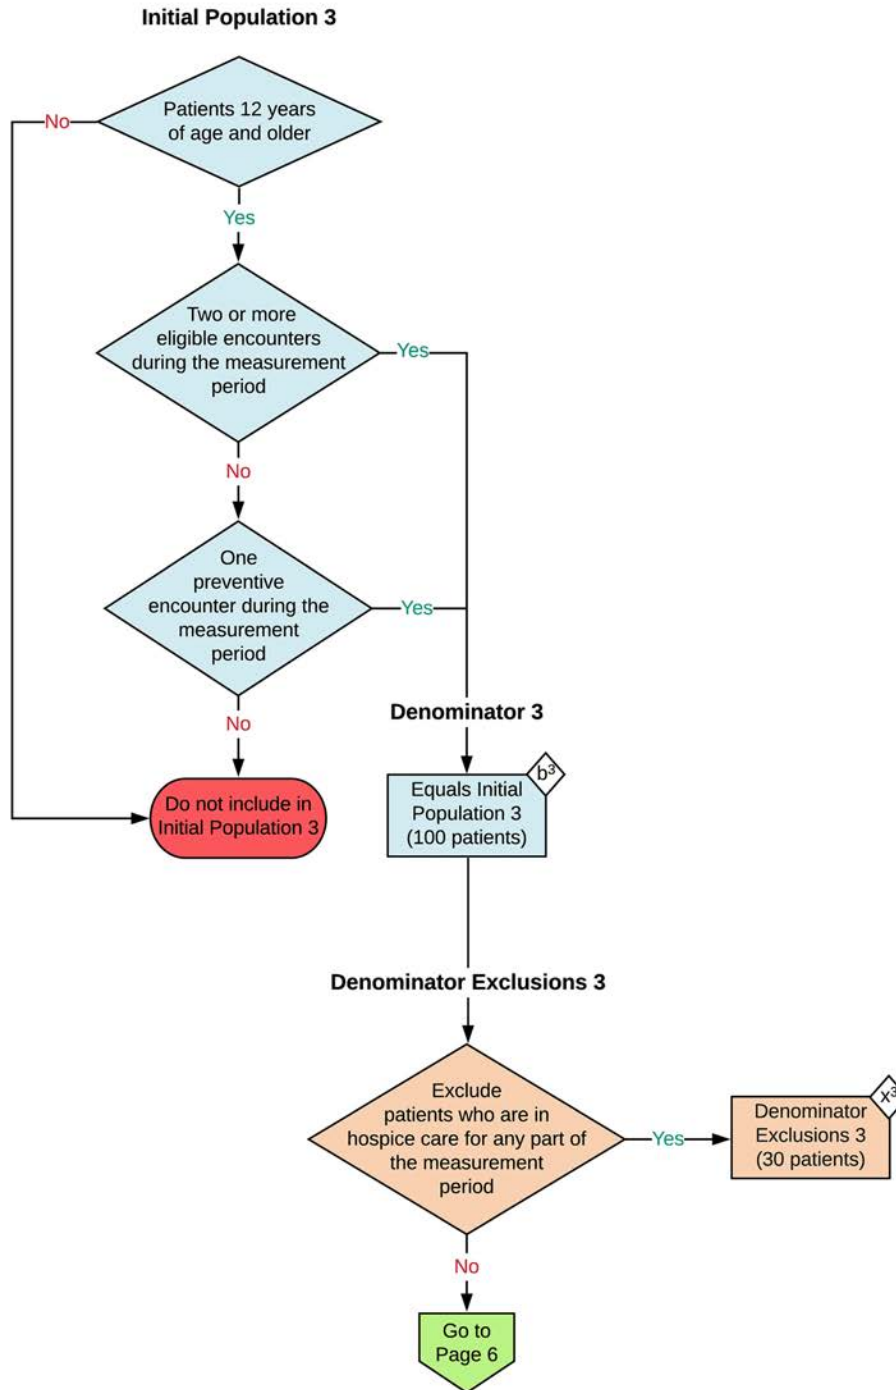 Initial Population 3
Patients 12 years
of age and older
No
Yes
Two or more
eligible encounters
during the measurement
period
Yes
No
One
preventive
encounter during the
measurement
period
Yes
No
Do not include in
Initial Population 3
Denominator 3
b³
Equals Initial
Population 3
(100 patients)
Denominator Exclusions 3
Exclude
patients who are in
hospice care for any part of
the measurement
period
Yes
x³
Denominator
Exclusions 3
(30 patients)
No
Go to
Page 6